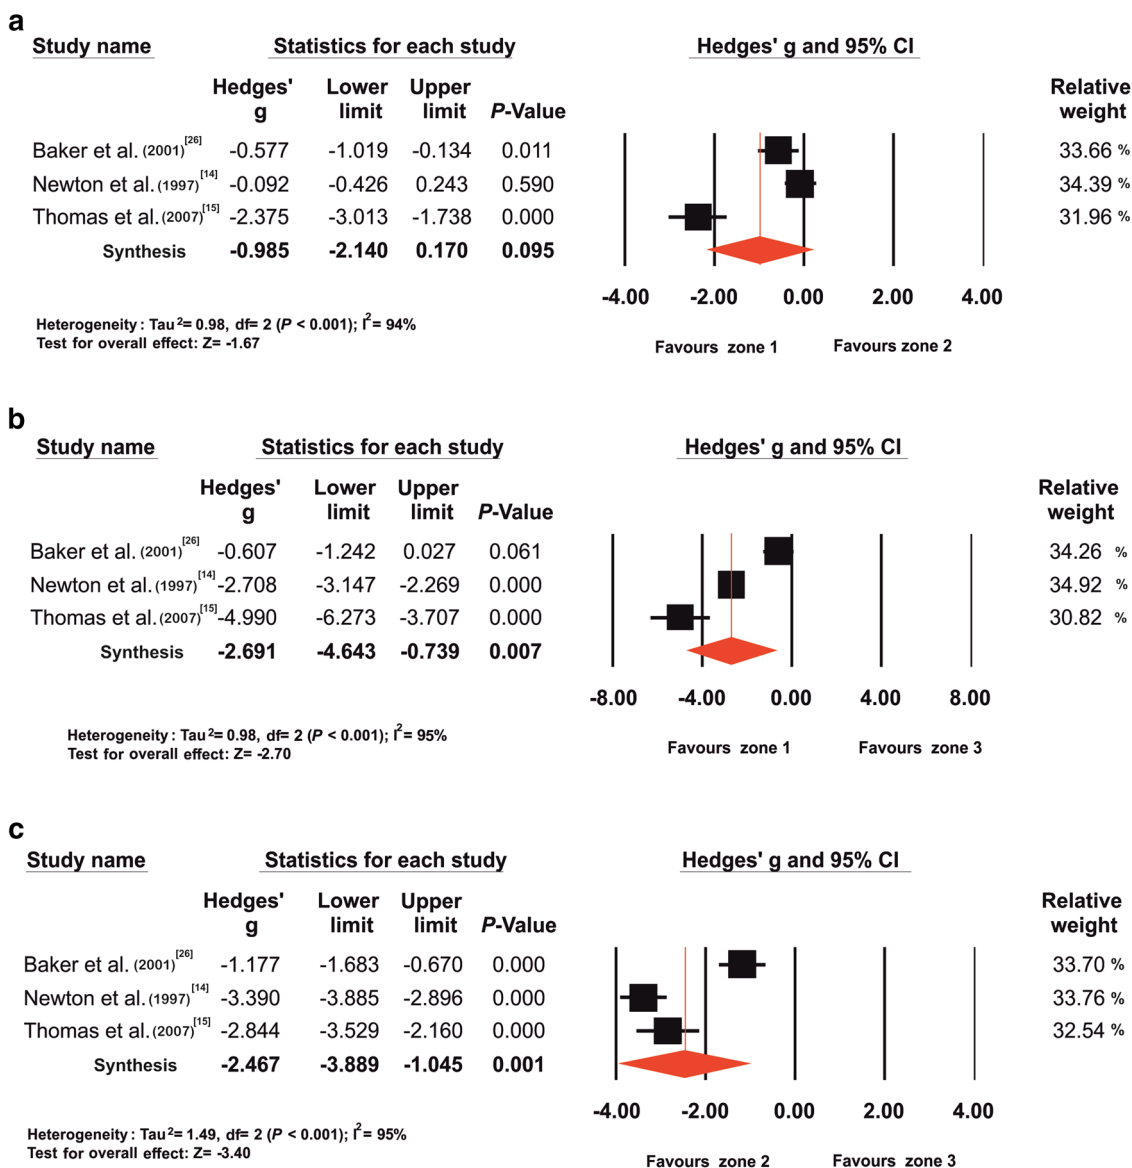 a
Study name Statistics for each study Hedges' g and 95% CI
Hedges' g Lower limit Upper limit P-Value Relative weight
Baker et al. (2001)[26] -0.577 -1.019 -0.134 0.011 33.66 %
Newton et al. (1997)[14] -0.092 -0.426 0.243 0.590 34.39 %
Thomas et al. (2007)[15] -2.375 -3.013 -1.738 0.000 31.96 %
Synthesis -0.985 -2.140 0.170 0.095
-4.00 -2.00 0.00 2.00 4.00
Heterogeneity : Tau2= 0.98, df= 2 (P < 0.001); I2= 94%
Test for overall effect: Z= -1.67
Favours zone 1 Favours zone 2
b
Study name Statistics for each study Hedges' g and 95% CI
Hedges' g Lower limit Upper limit P-Value Relative weight
Baker et al. (2001)[26] -0.607 -1.242 0.027 0.061 34.26 %
Newton et al. (1997)[14] -2.708 -3.147 -2.269 0.000 34.92 %
Thomas et al. (2007)[15] -4.990 -6.273 -3.707 0.000 30.82 %
Synthesis -2.691 -4.643 -0.739 0.007
-8.00 -4.00 0.00 4.00 8.00
Heterogeneity : Tau2= 0.98, df= 2 (P < 0.001); I2= 95%
Test for overall effect: Z= -2.70
Favours zone 1 Favours zone 3
c
Study name Statistics for each study Hedges' g and 95% CI
Hedges' g Lower limit Upper limit P-Value Relative weight
Baker et al. (2001)[26] -1.177 -1.683 -0.670 0.000 33.70 %
Newton et al. (1997)[14] -3.390 -3.885 -2.896 0.000 33.76 %
Thomas et al. (2007)[15] -2.844 -3.529 -2.160 0.000 32.54 %
Synthesis -2.467 -3.889 -1.045 0.001
-4.00 -2.00 0.00 2.00 4.00
Heterogeneity : Tau2= 1.49, df= 2 (P < 0.001); I2= 95%
Test for overall effect: Z= -3.40
Favours zone 2 Favours zone 3